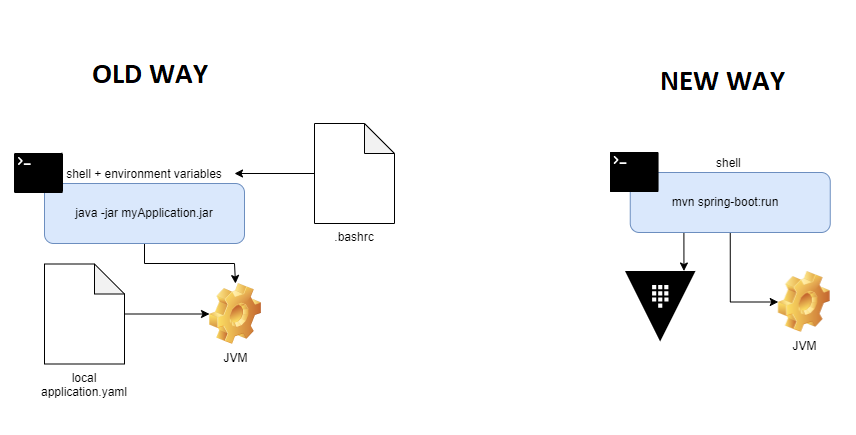 OLD WAY
NEW WAY
>_
shell + environment variables
java -jar myApplication.jar
.bashrc
local
application.yaml
JVM
>_
shell
mvn spring-boot:run
JVM